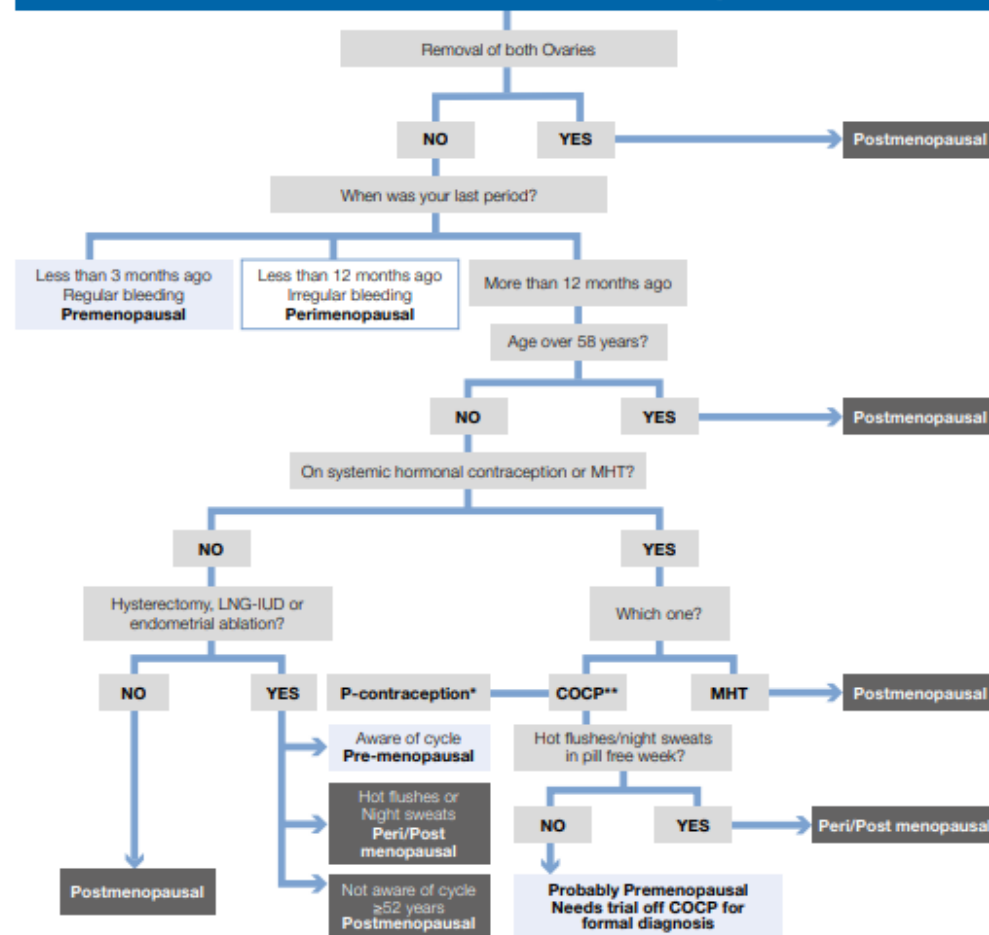 Removal of both Ovaries
NO
YES
Postmenopausal
When was your last period?
Less than 3 months ago
Regular bleeding
Premenopausal
Less than 12 months ago
Irregular bleeding
Perimenopausal
More than 12 months ago
Age over 58 years?
NO
YES
Postmenopausal
On systemic hormonal contraception or MHT?
NO
YES
Hysterectomy, LNG-IUD or
endometrial ablation?
Which one?
NO
YES
P-contraception*
COCP**
MHT
Postmenopausal
Aware of cycle
Pre-menopausal
Hot flushes/night sweats
in pill free week?
Hot flushes or
Night sweats
Peri/Post
menopausal
NO
YES
Peri/Post menopausal
Postmenopausal
Not aware of cycle
≥52 years
Postmenopausal
Probably Premenopausal
Needs trial off COCP for
formal diagnosis